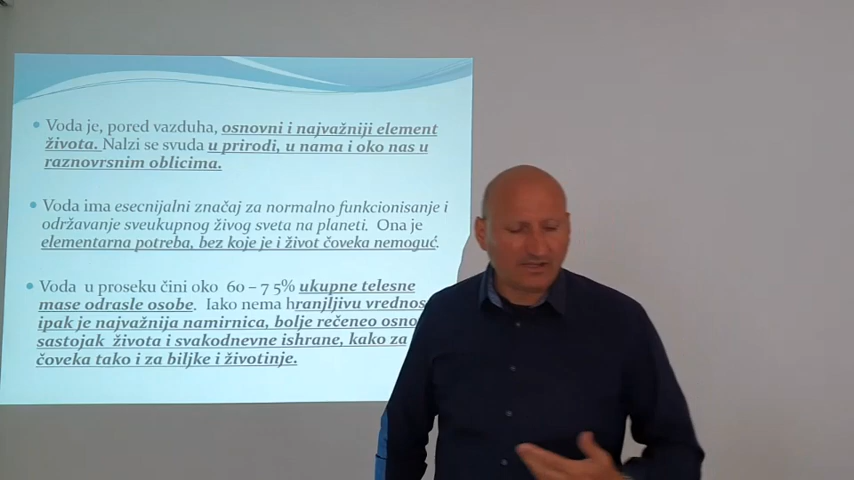 Voda je, pored vazduha, osnovni i najvažniji element
života. Nalzi se svuda u prirodi, u nama i oko nas u
raznovrsnim oblicima.
Voda ima esecnijalni značaj za normalno funkcionisanje i
održavanje sveukupnog živog sveta na planeti. Ona je
elementarna potreba, bez koje je i život čoveka nemoguć.
Voda u proseku čini oko 60 – 7 5% ukupne telesne
mase odrasle osobe. Iako nema hranjljivu vrednos
ipak je najvažnija namirnica, bolje rečeno osno
sastojak života i svakodnevne ishrane, kako za
čoveka tako i za biljke i životinje.